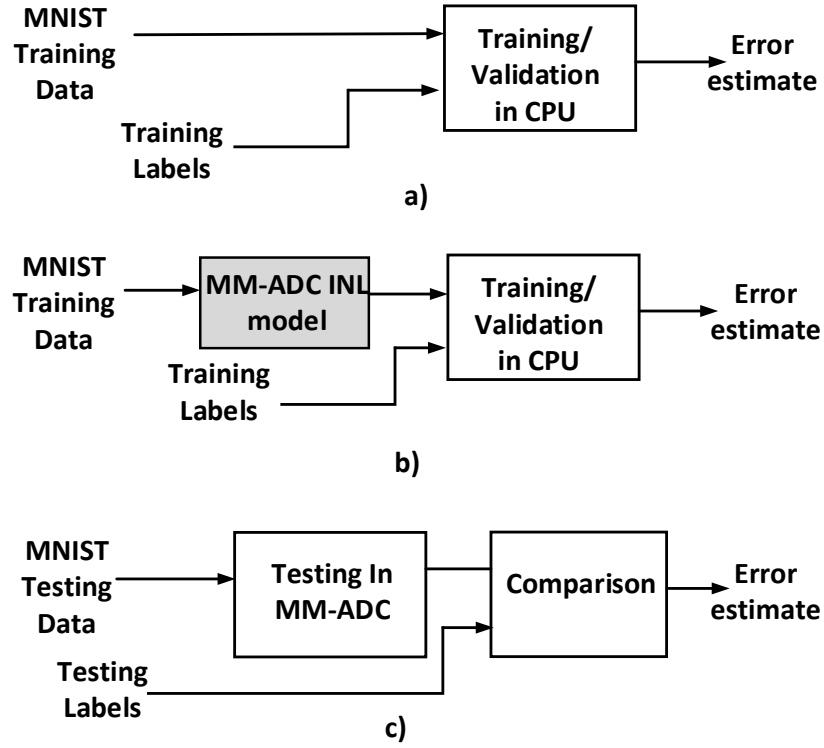 MNIST
Training
Data
Training
Labels
Training/
Validation
in CPU
Error
estimate
a)
MNIST
Training
Data
MM-ADC INL
model
Training
Labels
Training/
Validation
in CPU
Error
estimate
b)
MNIST
Testing
Data
Testing In
MM-ADC
Testing
Labels
Comparison
Error
estimate
c)